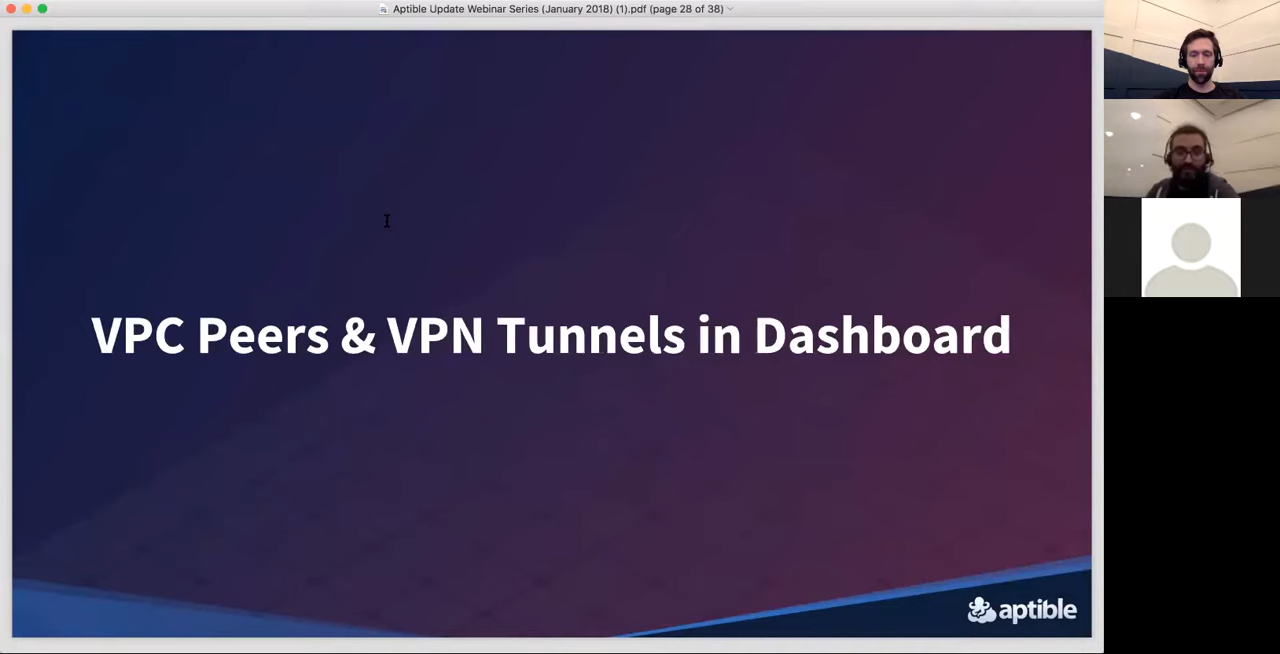 Aptible Update Webinar Series (January 2018) (1).pdf (page 28 of 38)
VPC Peers & VPN Tunnels in Dashboard
aptible